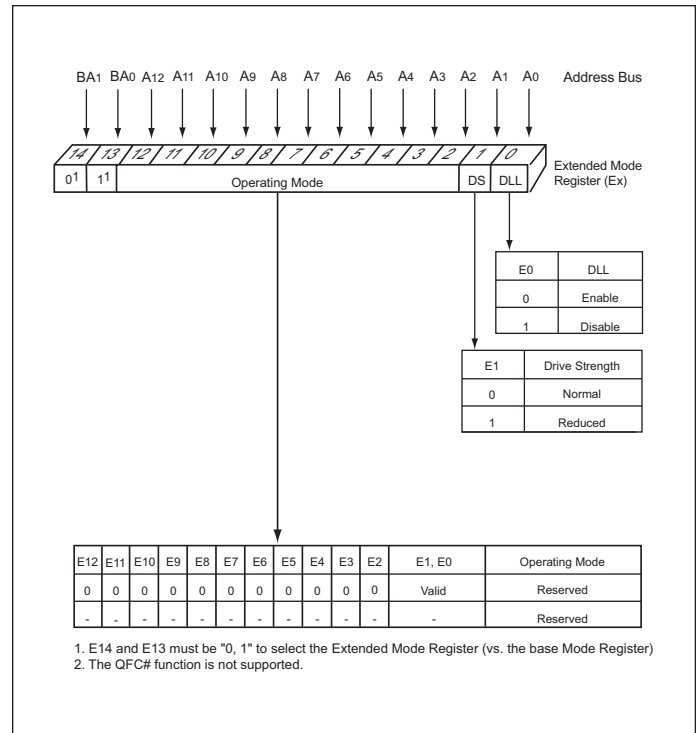 BA1 BA0 A12 A11 A10 A9 A8 A7 A6 A5 A4 A3 A2 A1 A0 Address Bus
14 13 12 11 10 9 8 7 6 5 4 3 2 1 0
Extended Mode
Register (Ex)
0¹ 1¹ Operating Mode DS DLL
E0 DLL
0 Enable
1 Disable
E1 Drive Strength
0 Normal
1 Reduced
E12 E11 E10 E9 E8 E7 E6 E5 E4 E3 E2 E1, E0 Operating Mode
0 0 0 0 0 0 0 0 0 0 0 Valid Reserved
- - - - - - - - - - - - Reserved
1. E14 and E13 must be "0, 1" to select the Extended Mode Register (vs. the base Mode Register)
2. The QFC# function is not supported.